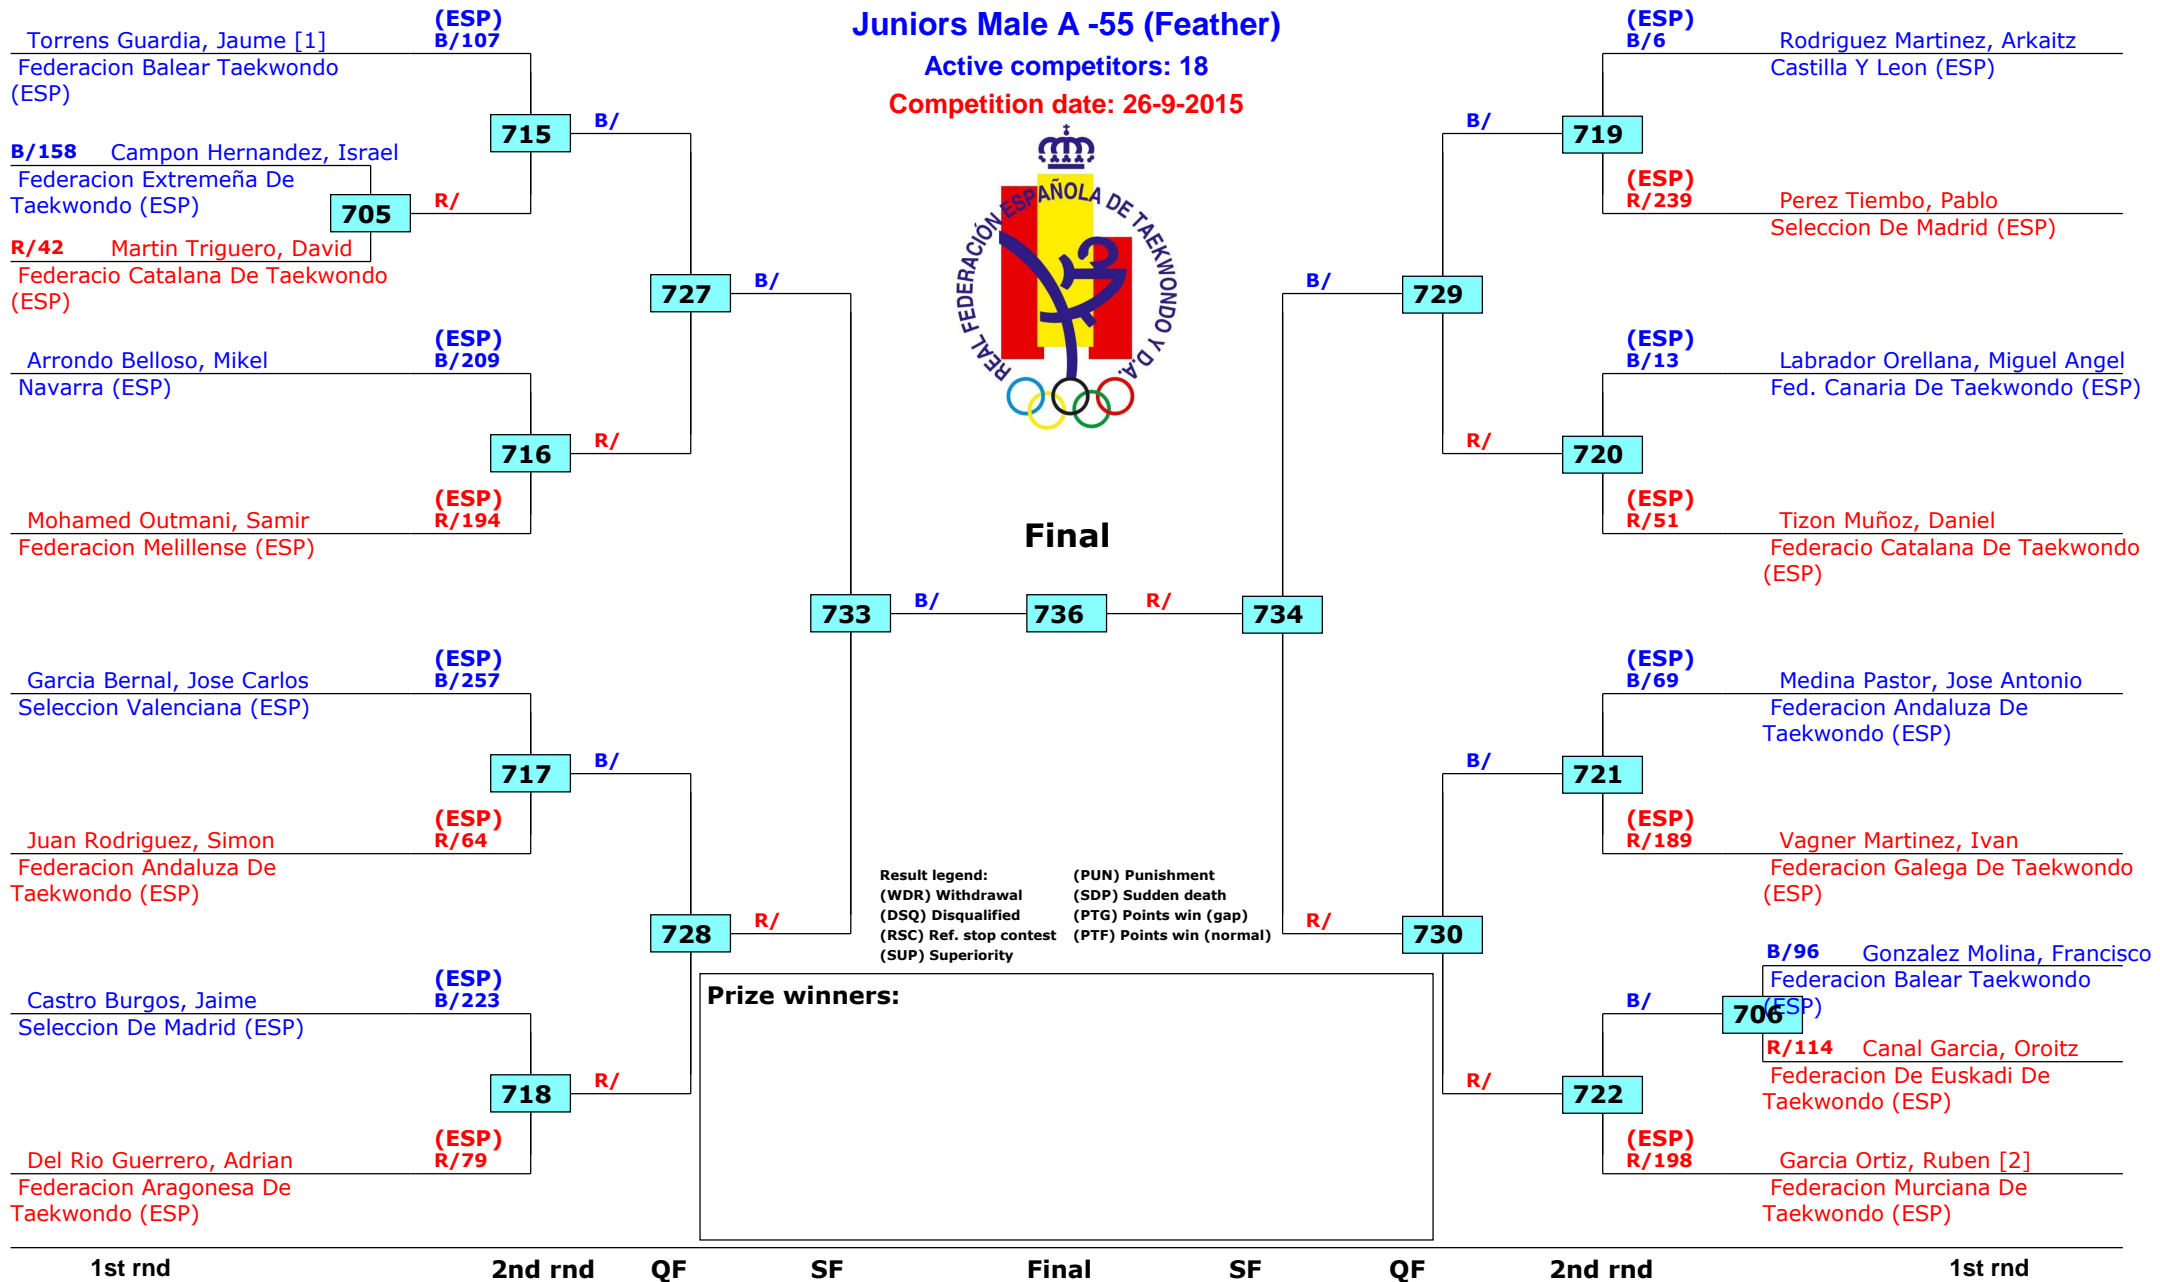 Juniors Male A -55 (Feather)
Active competitors: 18
Competition date: 26-9-2015
REAL FEDERACIÓN ESPAÑOLA DE TAEKWONDO Y D.A.
(ESP)
Torrens Guardia, Jaume [1] B/107
Federacion Balear Taekwondo
(ESP)
715
B/
B/158 Campon Hernandez, Israel
Federacion Extremeña De
Taekwondo (ESP)
705
R/
R/42 Martin Triguero, David
Federacio Catalana De Taekwondo
(ESP)
727
B/
(ESP)
Arrondo Belloso, Mikel B/209
Navarra (ESP)
716
R/
(ESP)
Mohamed Outmani, Samir R/194
Federacion Melillense (ESP)
733
B/
(ESP)
Garcia Bernal, Jose Carlos B/257
Seleccion Valenciana (ESP)
717
B/
(ESP)
Juan Rodriguez, Simon R/64
Federacion Andaluza De
Taekwondo (ESP)
728
R/
(ESP)
Castro Burgos, Jaime B/223
Seleccion De Madrid (ESP)
718
R/
(ESP)
Del Rio Guerrero, Adrian R/79
Federacion Aragonesa De
Taekwondo (ESP)
Final
736
R/
734
(ESP)
B/6 Rodriguez Martinez, Arkaitz
Castilla Y Leon (ESP)
B/
719
(ESP)
R/239 Perez Tiembo, Pablo
Seleccion De Madrid (ESP)
B/
729
(ESP)
B/13 Labrador Orellana, Miguel Angel
Fed. Canaria De Taekwondo (ESP)
R/
720
(ESP)
R/51 Tizon Muñoz, Daniel
Federacio Catalana De Taekwondo
(ESP)
(ESP)
B/69 Medina Pastor, Jose Antonio
Federacion Andaluza De
Taekwondo (ESP)
B/
721
(ESP)
R/189 Vagner Martinez, Ivan
Federacion Galega De Taekwondo
(ESP)
R/
730
B/96 Gonzalez Molina, Francisco
Federacion Balear Taekwondo
(ESP)
B/
706
R/114 Canal Garcia, Oroitz
Federacion De Euskadi De
Taekwondo (ESP)
R/
722
(ESP)
R/198 Garcia Ortiz, Ruben [2]
Federacion Murciana De
Taekwondo (ESP)
Result legend: (PUN) Punishment
(WDR) Withdrawal (SDP) Sudden death
(DSQ) Disqualified (PTG) Points win (gap)
(RSC) Ref. stop contest (PTF) Points win (normal)
(SUP) Superiority
Prize winners:
1st rnd 2nd rnd QF SF Final SF QF 2nd rnd 1st rnd